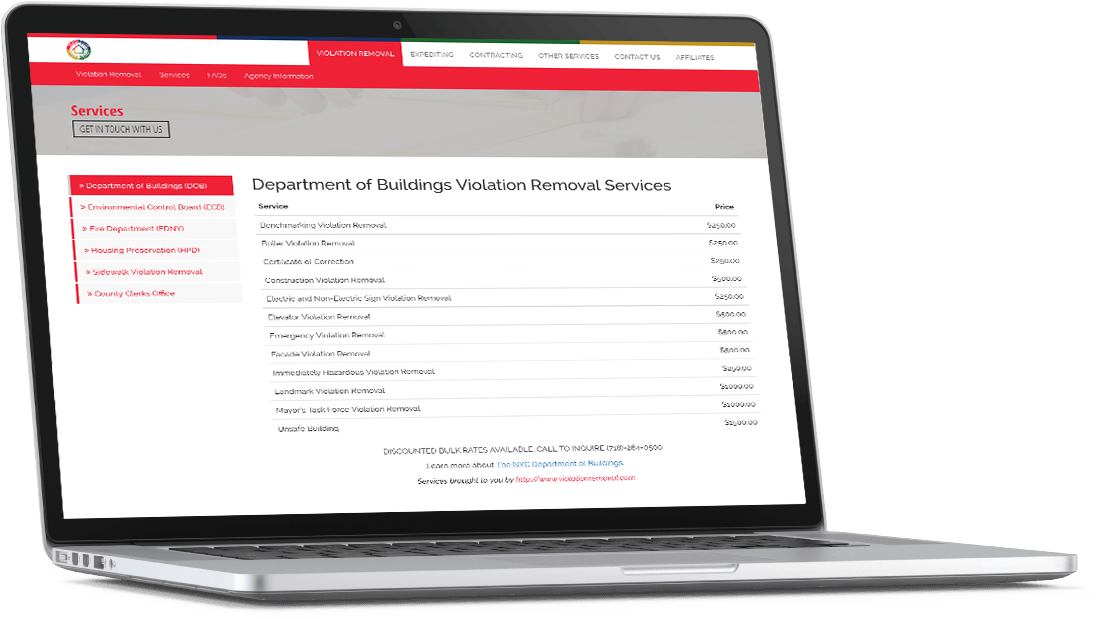 VIOLATION REMOVAL EXPEDITING CONTRACTING OTHER SERVICES CONTACT US AFFILIATES
Violation Removal Services FAQs Agency Information
Services
GET IN TOUCH WITH US
» Department of Buildings (DOB)
» Environmental Control Board (ECB)
» Fire Department (FDNY)
» Housing Preservation (HPD)
» Sidewalk Violation Removal
» County Clerks Office
Department of Buildings Violation Removal Services
Service Price
Benchmarking Violation Removal $250.00
Boiler Violation Removal $250.00
Certificate of Correction $250.00
Construction Violation Removal $500.00
Electric and Non-Electric Sign Violation Removal $250.00
Elevator Violation Removal $500.00
Emergency Violation Removal $500.00
Facade Violation Removal $500.00
Immediately Hazardous Violation Removal $250.00
Landmark Violation Removal $1000.00
Mayor's Task Force Violation Removal $1000.00
Unsafe Building $1500.00
DISCOUNTED BULK RATES AVAILABLE, CALL TO INQUIRE (718)-284-0500
Learn more about The NYC Department of Buildings.
Services brought to you by http://www.violationremoval.com